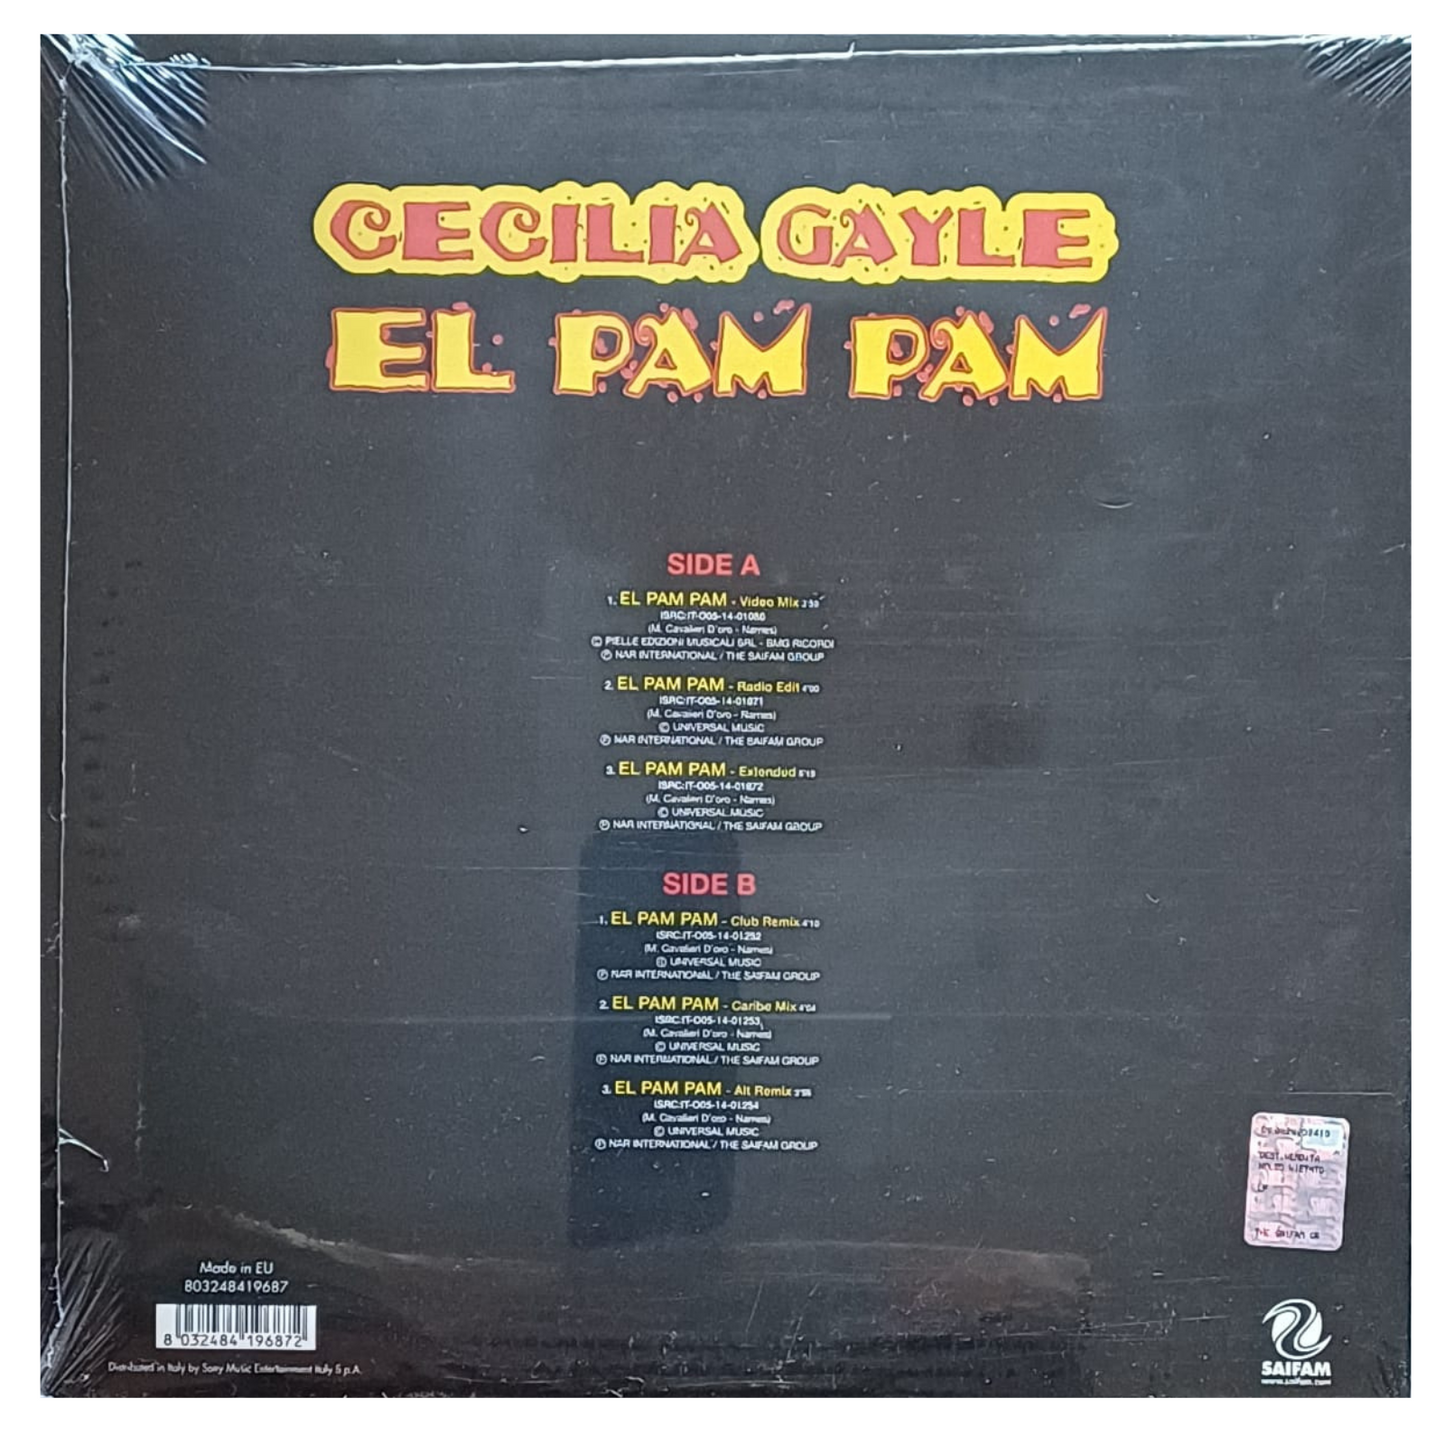 CECILIA GAYLE
EL PAM PAM
SIDE A
1. EL PAM PAM - Video Mix
ISRC:IT-O05-14-01080
(M. Cavalieri D'oro - Names)
© PIELLE EDIZIONI MUSICALI SRL - BMG RICORDI
℗ NAR INTERNATIONAL / THE SAIFAM GROUP
2. EL PAM PAM - Radio Edit 4'00
ISRC:IT-O05-14-01871
(M. Cavalieri D'oro - Names)
© UNIVERSAL MUSIC
℗ NAR INTERNATIONAL / THE SAIFAM GROUP
3. EL PAM PAM - Extended
ISRC:IT-O05-14-01872
(M. Cavalieri D'oro - Names)
© UNIVERSAL MUSIC
℗ NAR INTERNATIONAL / THE SAIFAM GROUP
SIDE B
1. EL PAM PAM - Club Remix 4'10
ISRC:IT-O05-14-01252
(M. Cavalieri D'oro - Names)
© UNIVERSAL MUSIC
℗ NAR INTERNATIONAL / THE SAIFAM GROUP
2. EL PAM PAM - Caribe Mix 4'04
ISRC:IT-O05-14-01253
(M. Cavalieri D'oro - Names)
© UNIVERSAL MUSIC
℗ NAR INTERNATIONAL / THE SAIFAM GROUP
3. EL PAM PAM - Alt Remix
ISRC:IT-O05-14-01254
(M. Cavalieri D'oro - Names)
© UNIVERSAL MUSIC
℗ NAR INTERNATIONAL / THE SAIFAM GROUP
DEST.VENDITA
Made in EU
803248419687
8 032484 196872
Distributed in Italy by Sony Music Entertainment Italy S.p.A.
SAIFAM
www.saifam.com